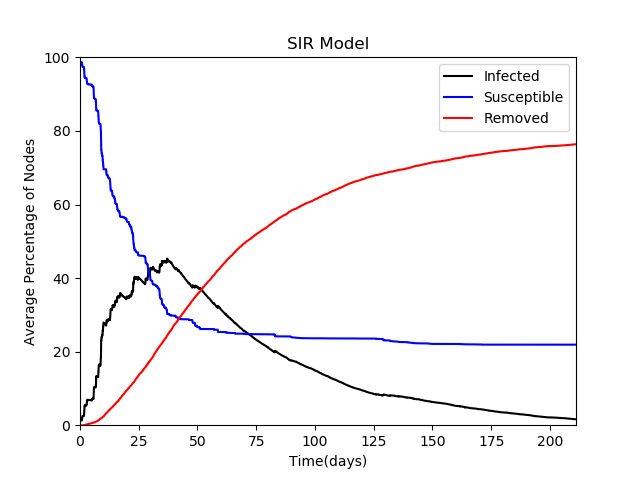 SIR Model
Infected
Susceptible
Removed
Average Percentage of Nodes
100
80
60
40
20
0
0 25 50 75 100 125 150 175 200
Time(days)